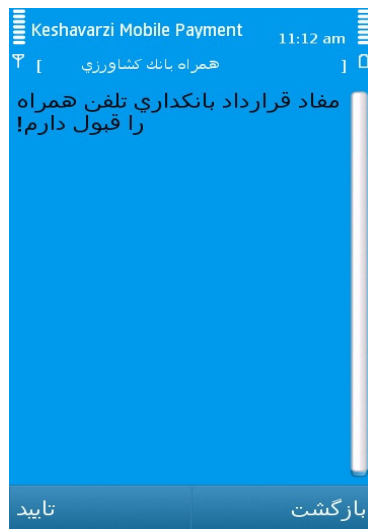 Keshavarzi Mobile Payment
11:12 am
[ همراه بانك كشاورزي ]
مفاد قرارداد بانكداري تلفن همراه
را قبول دارم!
تاييد
بازگشت